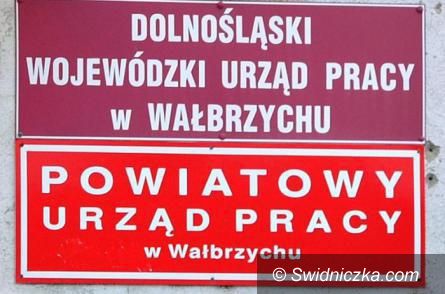 DOLNOŚLĄSKI
WOJEWÓDZKI URZĄD PRACY
w WAŁBRZYCHU
POWIATOWY
URZĄD PRACY
w Wałbrzychu
© Swidniczka.com